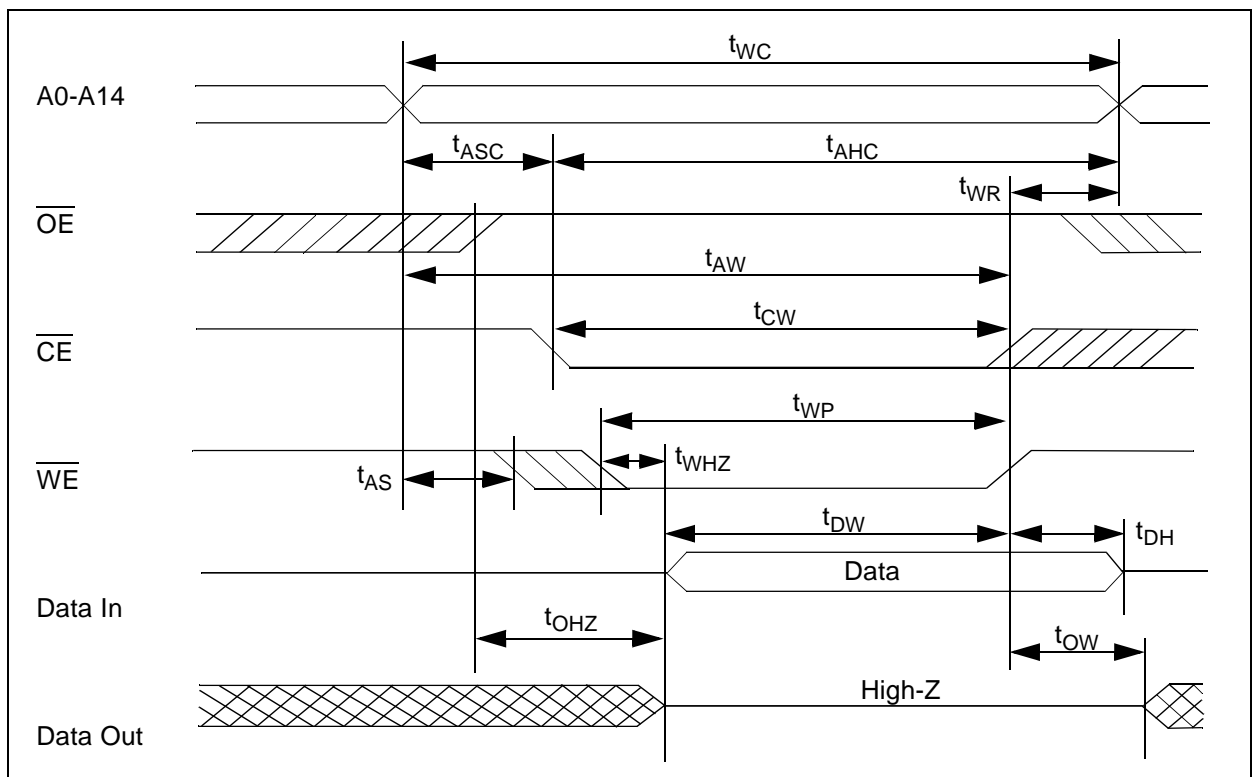 tWC
A0-A14
tASC
tAHC
tWR
OE
tAW
tCW
CE
tWP
tWHZ
WE
tAS
tDW
tDH
Data
Data In
tOHZ
tOW
High-Z
Data Out